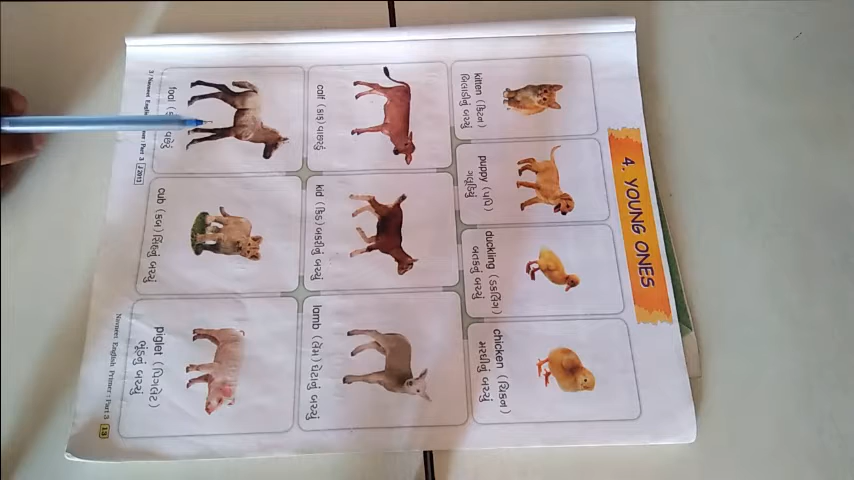 4. YOUNG ONES
kitten (કિટન)
બિલાડીનું બચ્ચું
puppy (પપિ)
ગલૂડિયું
duckling (ડકલિંગ)
બતકનું બચ્ચું
chicken (ચિકન)
મરઘીનું બચ્ચું
calf (કાફ) વાછરડું
kid (કિડ) બકરીનું બચ્ચું
lamb (લેમ) ઘેટાનું બચ્ચું
foal
cub (કબ) સિંહનું બચ્ચું
piglet (પિગ્લેટ)
ભૂંડનું બચ્ચું
Navneet English Primer : Part 3
13